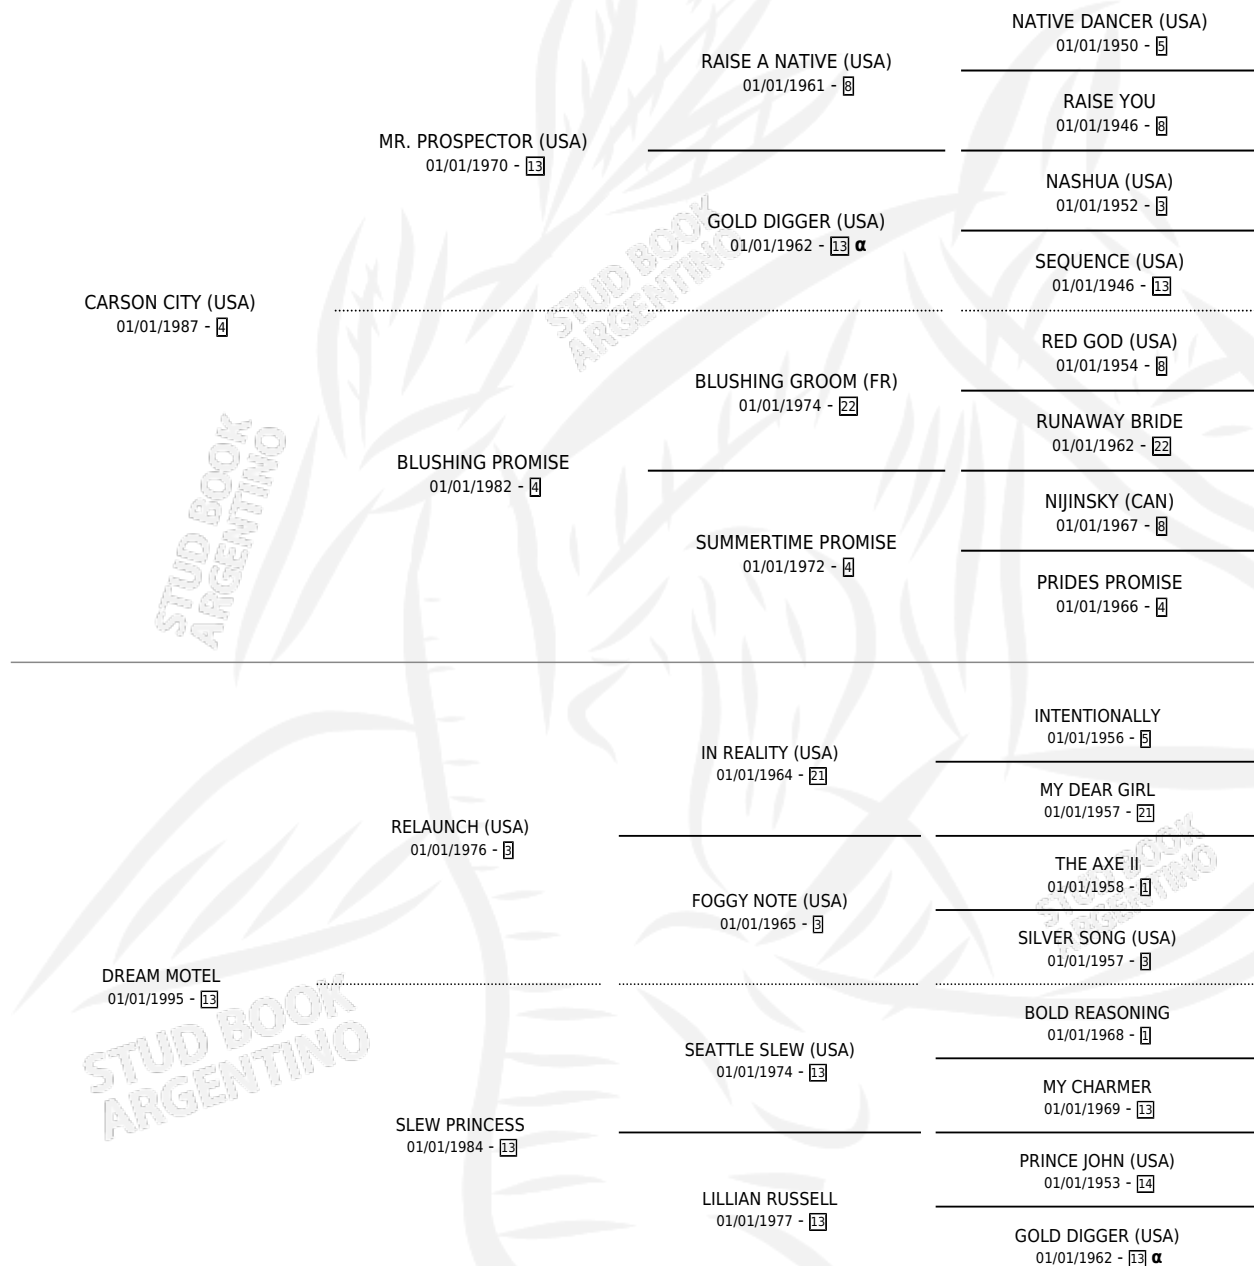 NATIVE DANCER (USA)
01/01/1950 - 5
RAISE A NATIVE (USA)
01/01/1961 - 8
RAISE YOU
01/01/1946 - 8
MR. PROSPECTOR (USA)
01/01/1970 - 13
NASHUA (USA)
01/01/1952 - 3
GOLD DIGGER (USA)
01/01/1962 - 13 α
SEQUENCE (USA)
01/01/1946 - 13
CARSON CITY (USA)
01/01/1987 - 4
RED GOD (USA)
01/01/1954 - 8
BLUSHING GROOM (FR)
01/01/1974 - 22
RUNAWAY BRIDE
01/01/1962 - 22
BLUSHING PROMISE
01/01/1982 - 4
NIJINSKY (CAN)
01/01/1967 - 8
SUMMERTIME PROMISE
01/01/1972 - 4
PRIDES PROMISE
01/01/1966 - 4
INTENTIONALLY
01/01/1956 - 5
IN REALITY (USA)
01/01/1964 - 21
MY DEAR GIRL
01/01/1957 - 21
RELAUNCH (USA)
01/01/1976 - 3
THE AXE II
01/01/1958 - 1
FOGGY NOTE (USA)
01/01/1965 - 3
SILVER SONG (USA)
01/01/1957 - 3
DREAM MOTEL
01/01/1995 - 13
BOLD REASONING
01/01/1968 - 1
SEATTLE SLEW (USA)
01/01/1974 - 13
MY CHARMER
01/01/1969 - 13
SLEW PRINCESS
01/01/1984 - 13
PRINCE JOHN (USA)
01/01/1953 - 14
LILLIAN RUSSELL
01/01/1977 - 13
GOLD DIGGER (USA)
01/01/1962 - 13 α
STUD BOOK
ARGENTINO
STUD BOOK
ARGENTINO
STUD BOOK
ARGENTINO
STUD BOOK
ARGENTINO